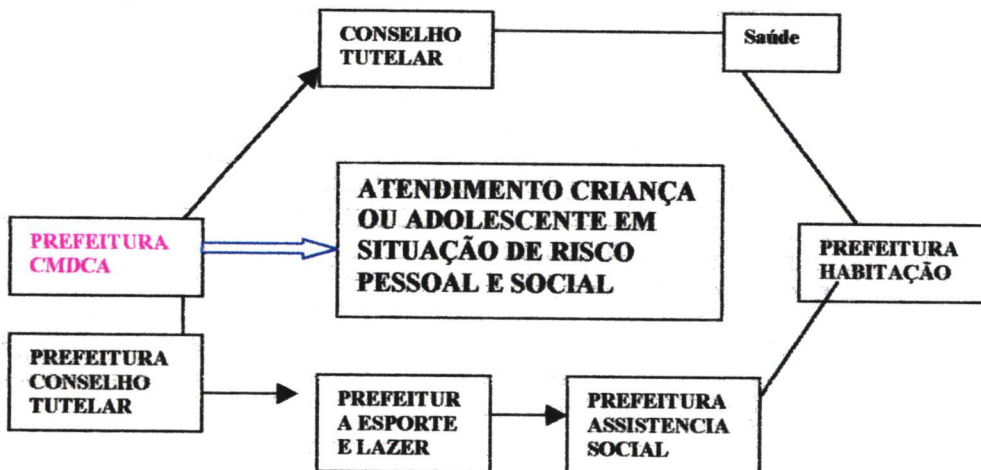 CONSELHO
TUTELAR
Saúde
ATENDIMENTO CRIANÇA
OU ADOLESCENTE EM
SITUAÇÃO DE RISCO
PESSOAL E SOCIAL
PREFEITURA
CMDCA
PREFEITURA
HABITAÇÃO
PREFEITURA
CONSELHO
TUTELAR
PREFEITUR
A ESPORTE
E LAZER
PREFEITURA
ASSISTENCIA
SOCIAL